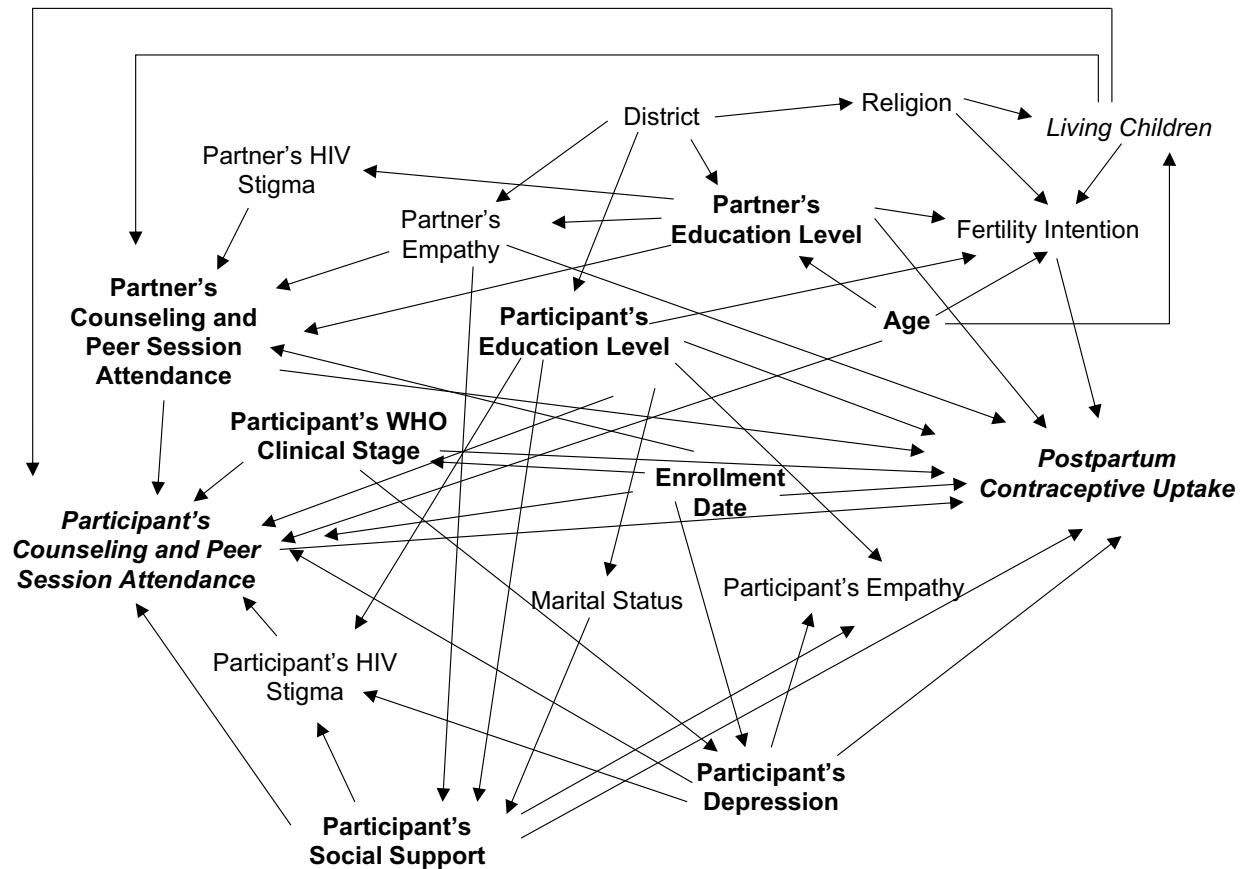 Religion
District
Living Children
Partner's HIV
Stigma
Partner's
Education Level
Partner's
Empathy
Fertility Intention
Partner's
Counseling and
Peer Session
Attendance
Participant's
Education Level
Age
Participant's WHO
Clinical Stage
Enrollment
Date
Postpartum
Contraceptive Uptake
Participant's
Counseling and Peer
Session Attendance
Marital Status
Participant's Empathy
Participant's HIV
Stigma
Participant's
Depression
Participant's
Social Support